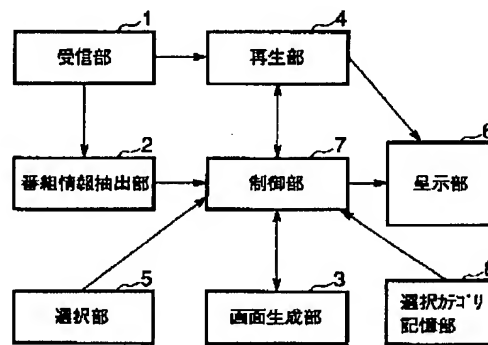 1
受信部
4
再生部
2
番組情報抽出部
7
制御部
6
呈示部
5
選択部
3
画面生成部
8
選択ｶﾃｺﾞﾘ
記憶部